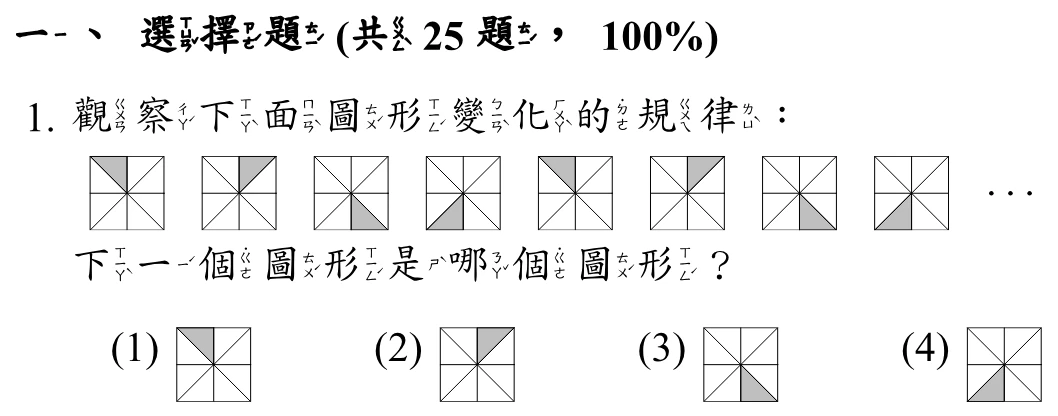 一、 選擇題(共 25 題， 100%)
1. 觀察下面圖形變化的規律：
...
下一個圖形是哪個圖形？
(1) (2) (3) (4)